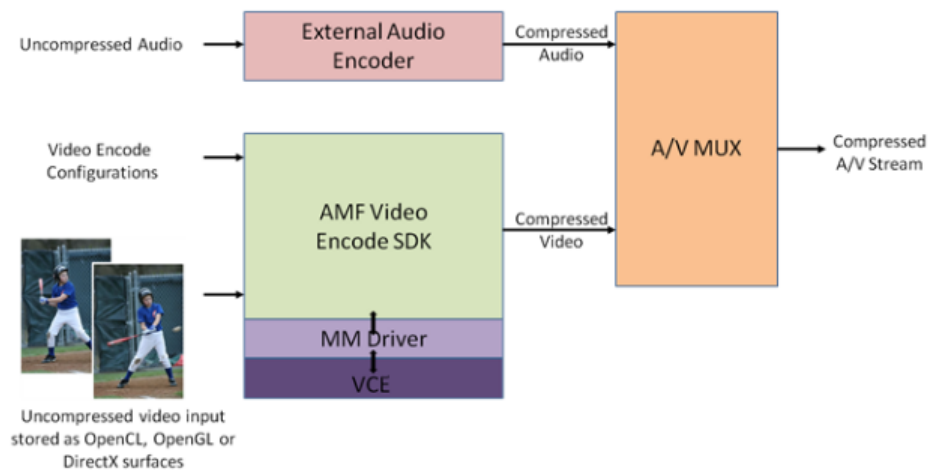 Uncompressed Audio
External Audio
Encoder
Compressed
Audio
Video Encode
Configurations
AMF Video
Encode SDK
Compressed
Video
A/V MUX
Compressed
A/V Stream
MM Driver
VCE
Uncompressed video input
stored as OpenCL, OpenGL or
DirectX surfaces